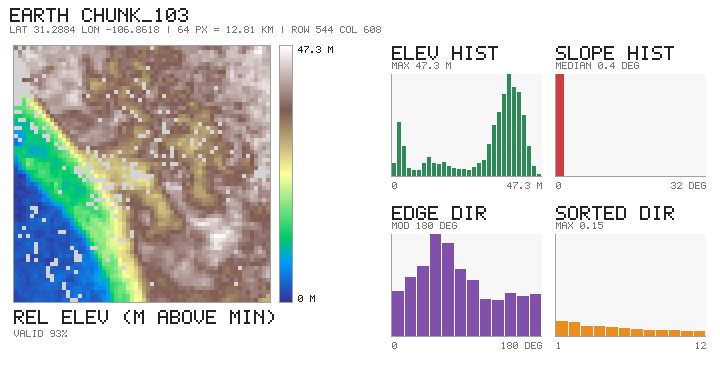 EARTH CHUNK_103
LAT 31.2884 LON -106.8618 | 64 PX = 12.81 KM | ROW 544 COL 608
47.3 M
0 M
REL ELEV (M ABOVE MIN)
VALID 93%
ELEV HIST
MAX 47.3 M
0 47.3 M
SLOPE HIST
MEDIAN 0.4 DEG
0 32 DEG
EDGE DIR
MOD 180 DEG
0 180 DEG
SORTED DIR
MAX 0.15
1 12